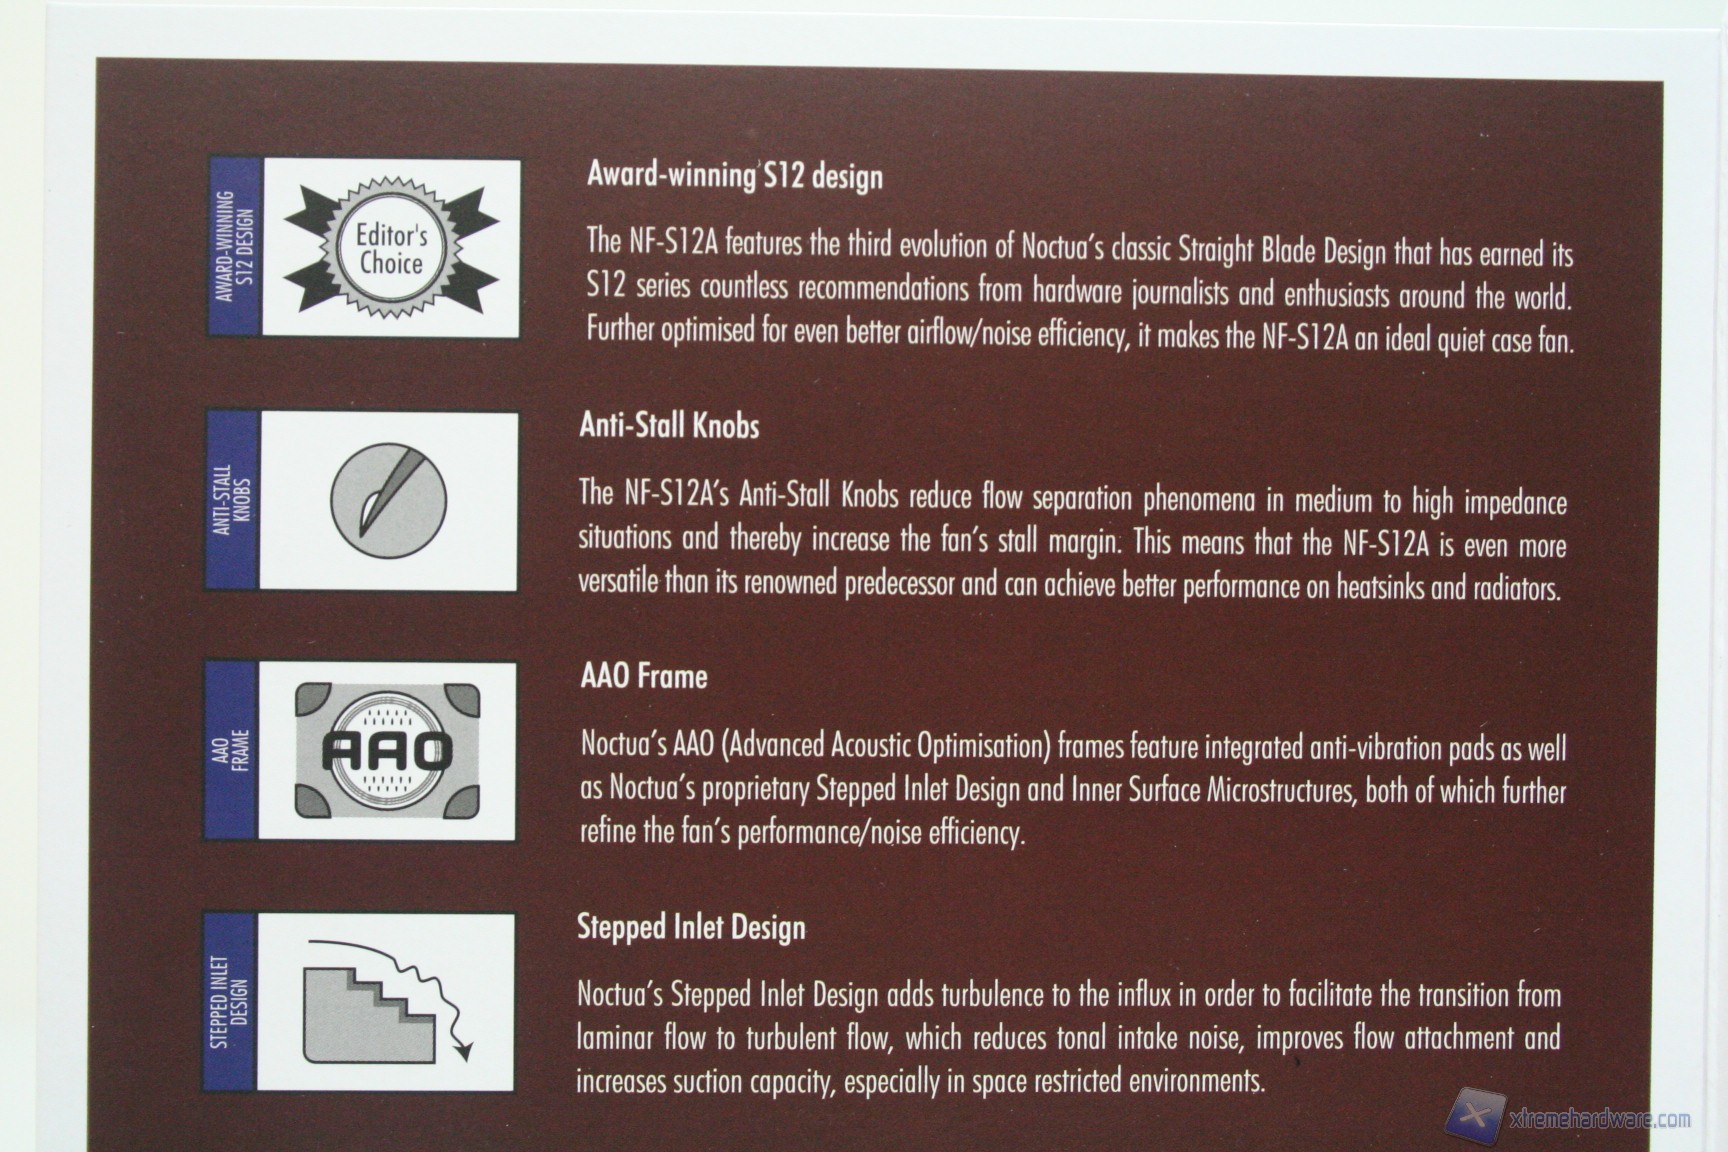 AWARD-WINNING
S12 DESIGN
Editor's
Choice
Award-winning S12 design
The NF-S12A features the third evolution of Noctua's classic Straight Blade Design that has earned its
S12 series countless recommendations from hardware journalists and enthusiasts around the world.
Further optimised for even better airflow/noise efficiency, it makes the NF-S12A an ideal quiet case fan.
ANTI-STALL
KNOBS
Anti-Stall Knobs
The NF-S12A's Anti-Stall Knobs reduce flow separation phenomena in medium to high impedance
situations and thereby increase the fan's stall margin. This means that the NF-S12A is even more
versatile than its renowned predecessor and can achieve better performance on heatsinks and radiators.
AAO
FRAME
AAO
AAO Frame
Noctua's AAO (Advanced Acoustic Optimisation) frames feature integrated anti-vibration pads as well
as Noctua's proprietary Stepped Inlet Design and Inner Surface Microstructures, both of which further
refine the fan's performance/noise efficiency.
STEPPED INLET
DESIGN
Stepped Inlet Design
Noctua's Stepped Inlet Design adds turbulence to the influx in order to facilitate the transition from
laminar flow to turbulent flow, which reduces tonal intake noise, improves flow attachment and
increases suction capacity, especially in space restricted environments.
xtremehardware.com